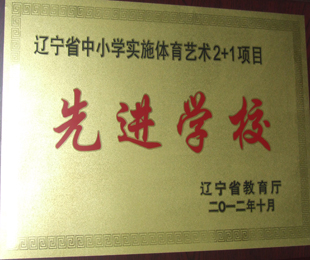 辽宁省中小学实施体育艺术2+1项目
先进学校
辽宁省教育厅
二〇一二年十月